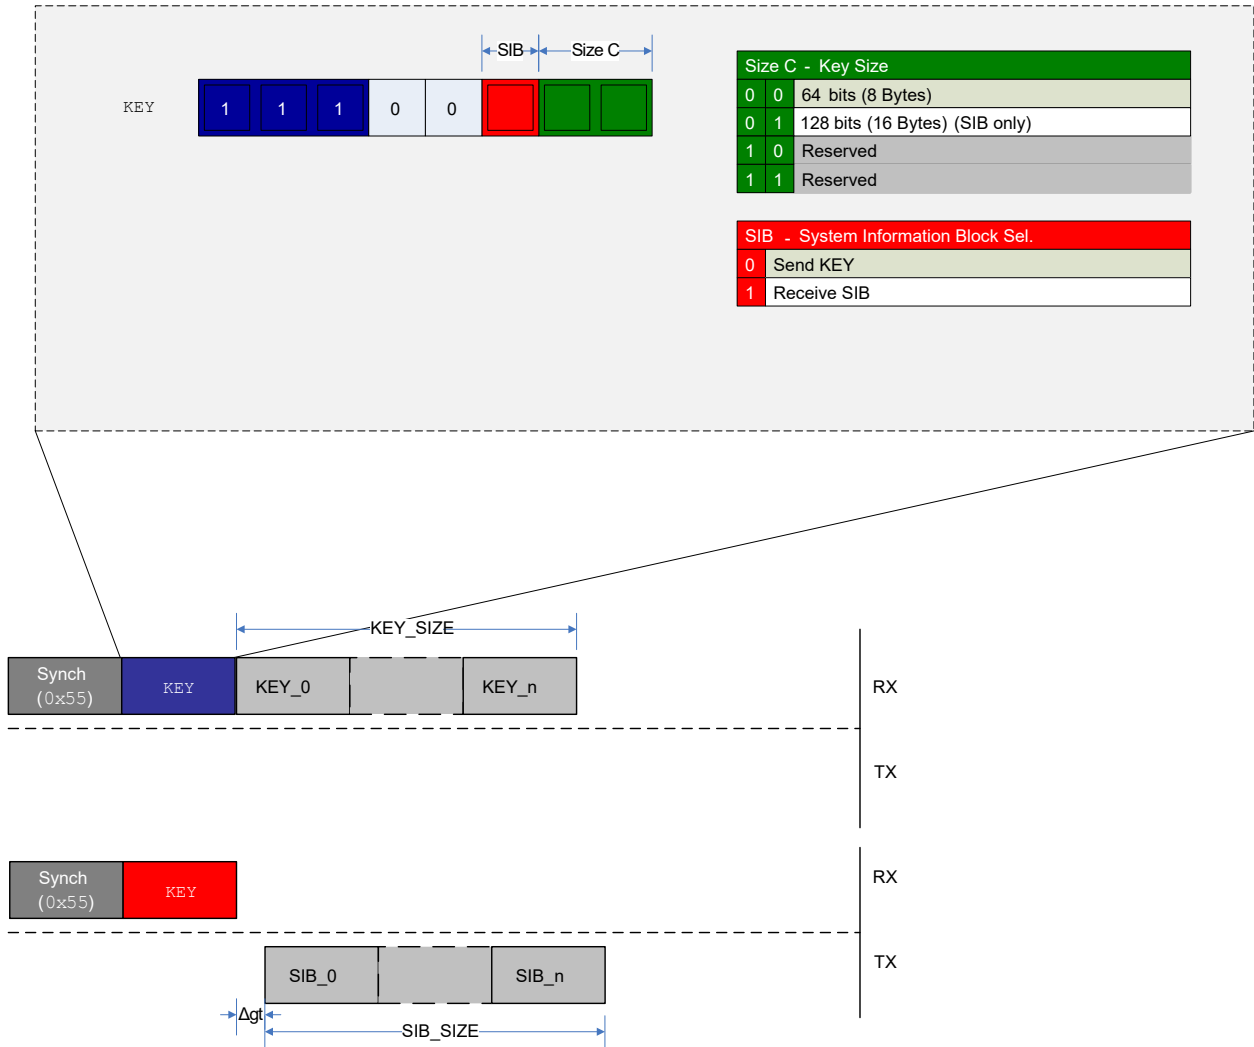 SIB Size C
KEY 1 1 1 0 0
Size C - Key Size
0 0 64 bits (8 Bytes)
0 1 128 bits (16 Bytes) (SIB only)
1 0 Reserved
1 1 Reserved
SIB - System Information Block Sel.
0 Send KEY
1 Receive SIB
KEY_SIZE
Synch
(0x55)
KEY
KEY_0
KEY_n
RX
TX
Synch
(0x55)
KEY
RX
SIB_0
SIB_n
TX
Δgt
SIB_SIZE